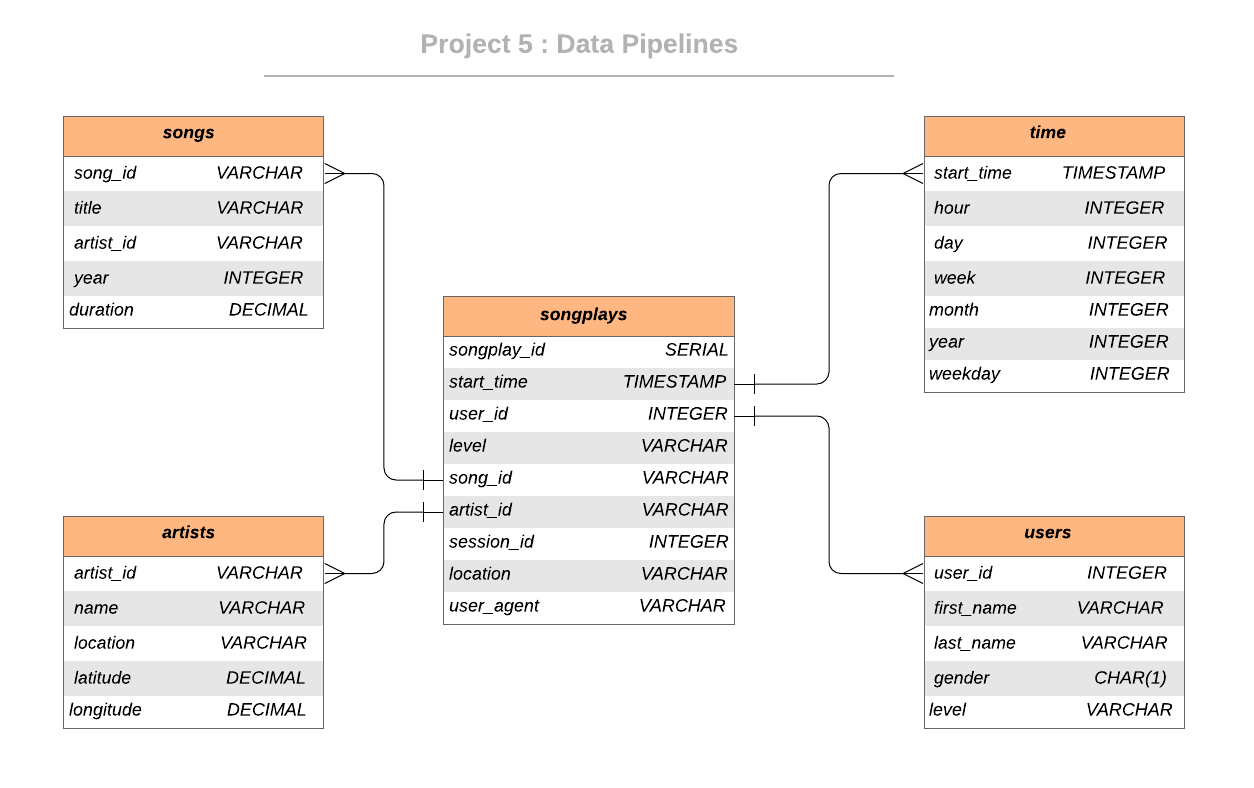 Project 5 : Data Pipelines
songs
song_id VARCHAR
title VARCHAR
artist_id VARCHAR
year INTEGER
duration DECIMAL
time
start_time TIMESTAMP
hour INTEGER
day INTEGER
week INTEGER
month INTEGER
year INTEGER
weekday INTEGER
songplays
songplay_id SERIAL
start_time TIMESTAMP
user_id INTEGER
level VARCHAR
song_id VARCHAR
artist_id VARCHAR
session_id INTEGER
location VARCHAR
user_agent VARCHAR
artists
artist_id VARCHAR
name VARCHAR
location VARCHAR
latitude DECIMAL
longitude DECIMAL
users
user_id INTEGER
first_name VARCHAR
last_name VARCHAR
gender CHAR(1)
level VARCHAR